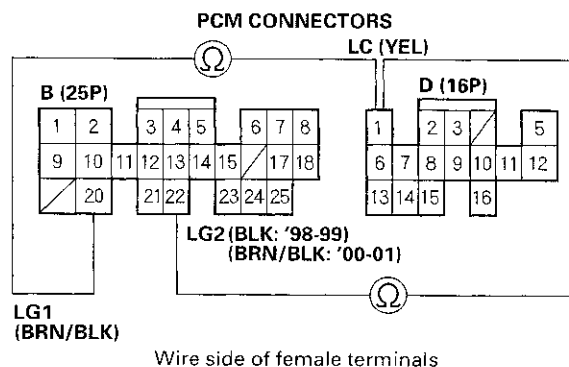 PCM CONNECTORS
LC (YEL)
Ω
B (25P)
D (16P)
1 2 3 4 5 6 7 8
9 10 11 12 13 14 15 17 18
20 21 22 23 24 25
1 2 3 5
6 7 8 9 10 11 12
13 14 15 16
LG2 (BLK: '98-99)
(BRN/BLK: '00-01)
Ω
LG1
(BRN/BLK)
Wire side of female terminals